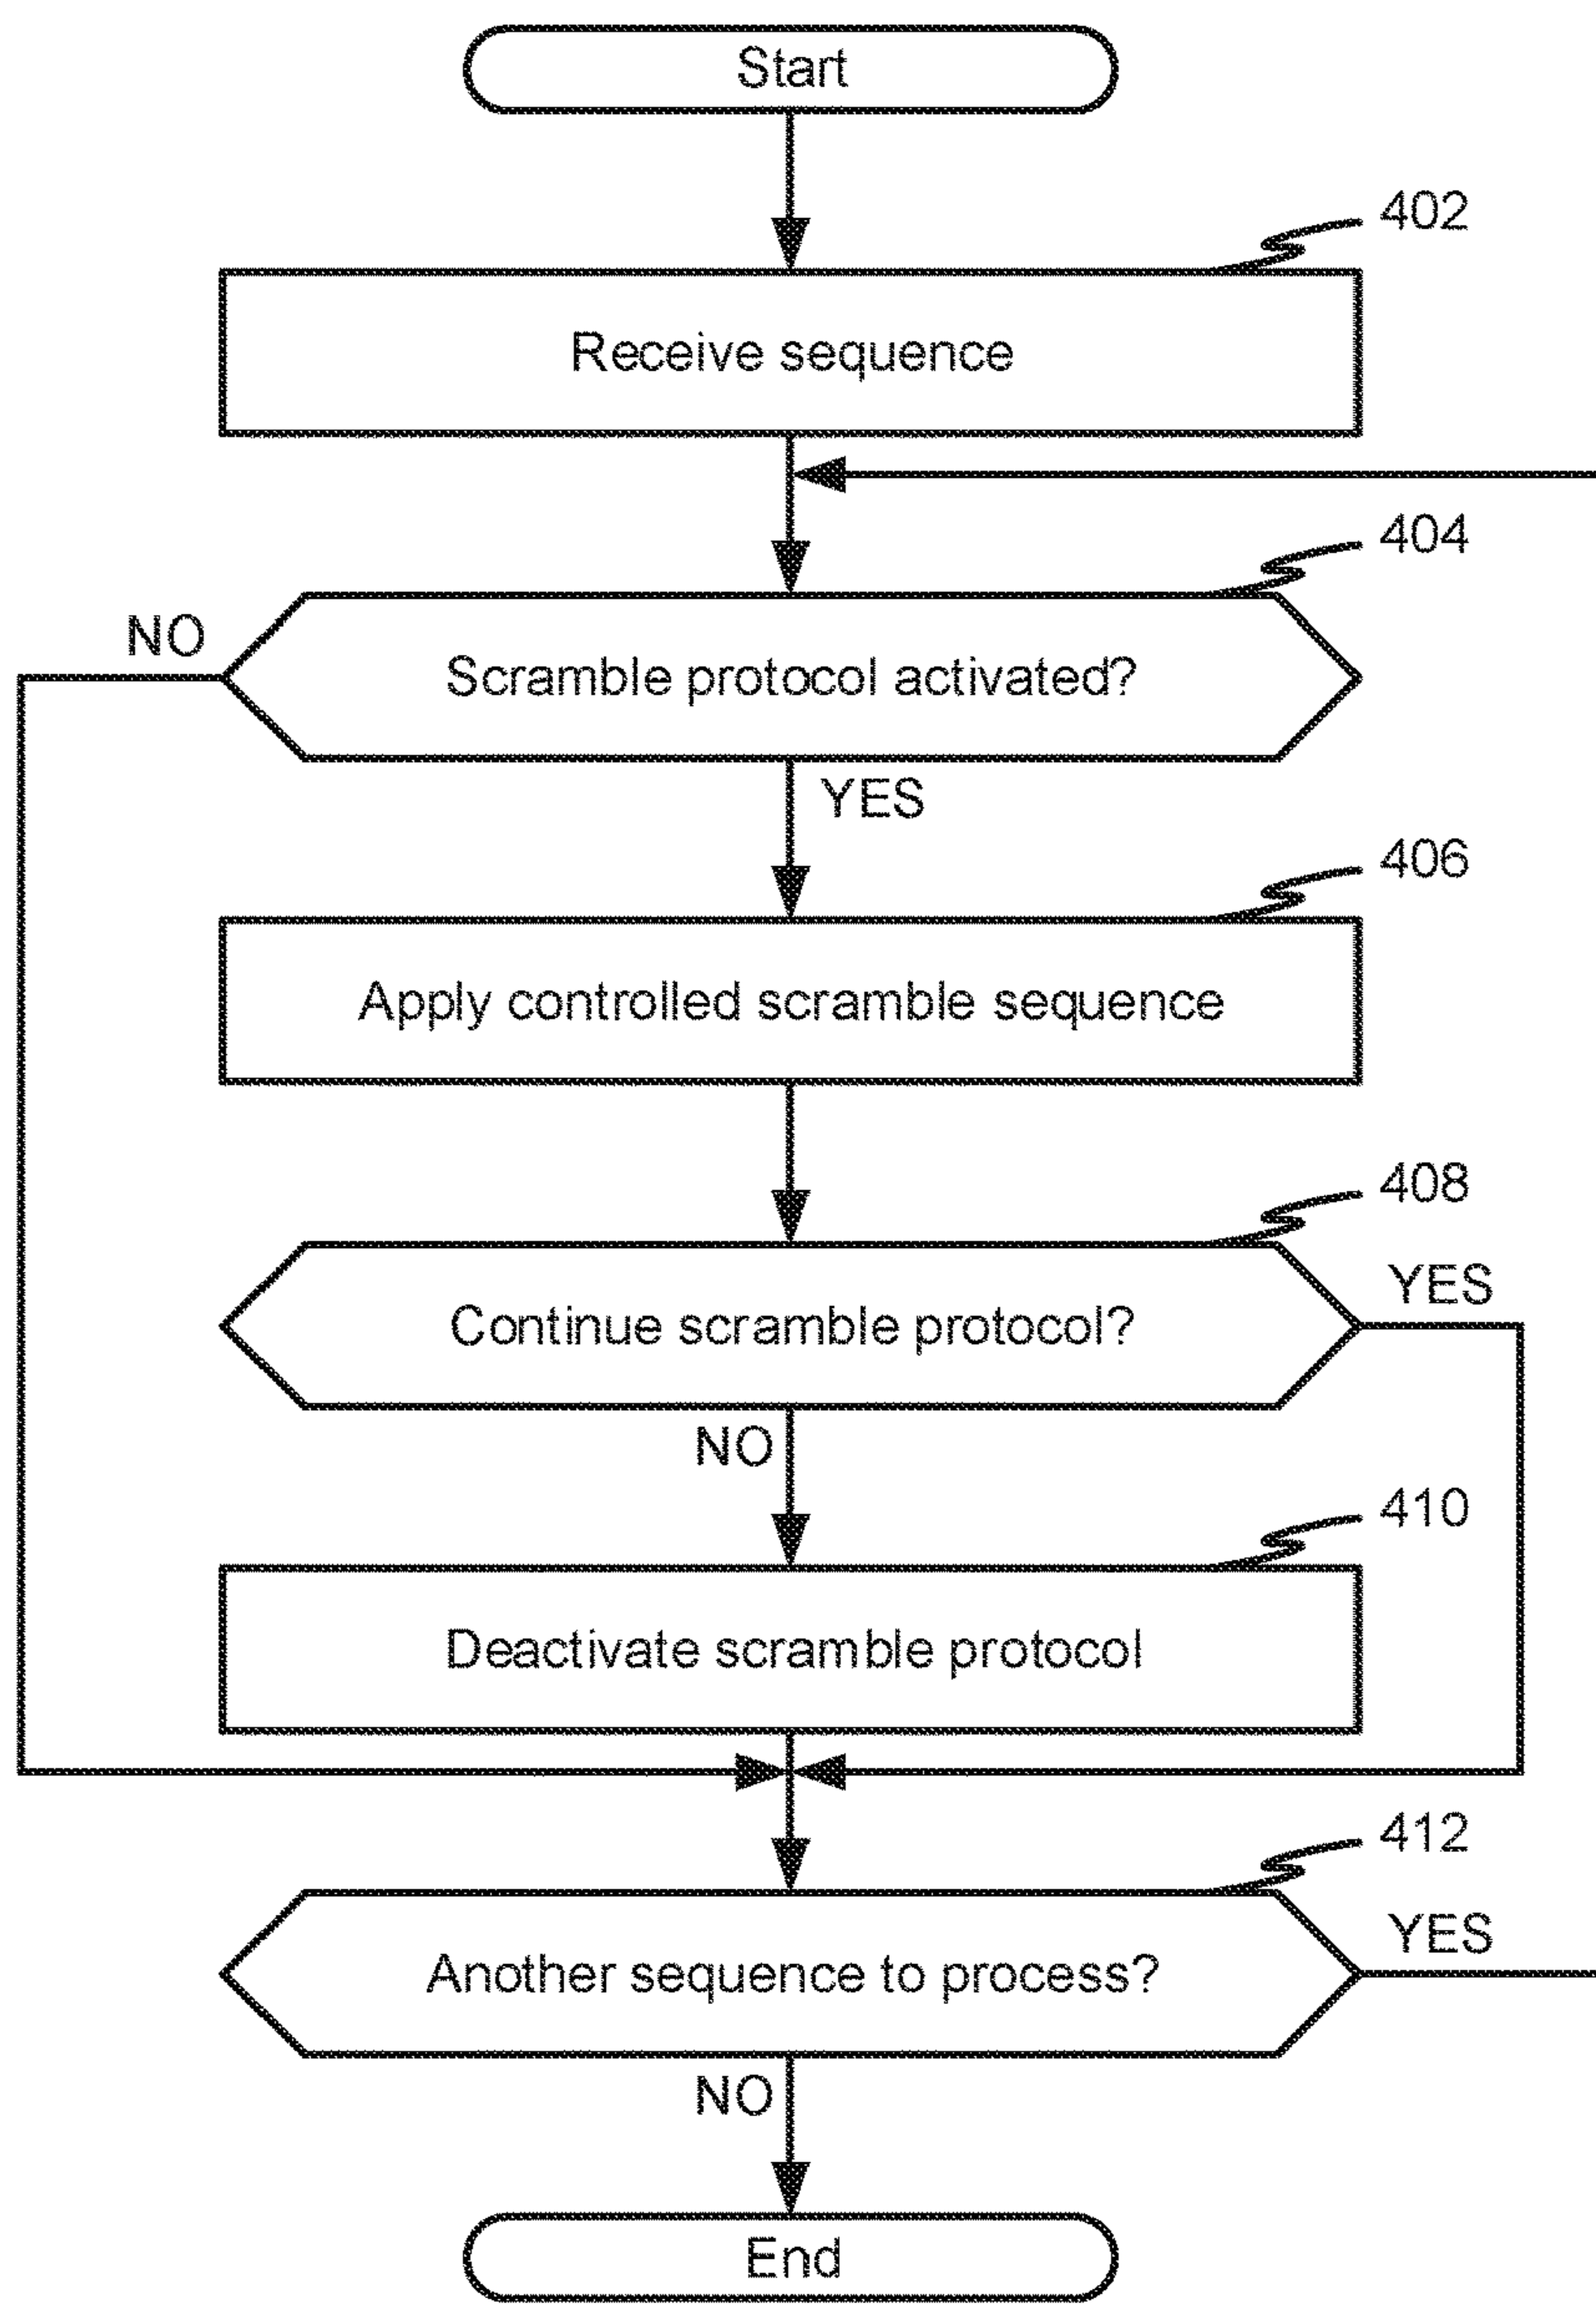 Start
402
Receive sequence
404
NO
Scramble protocol activated?
YES
406
Apply controlled scramble sequence
408
YES
Continue scramble protocol?
NO
410
Deactivate scramble protocol
412
YES
Another sequence to process?
NO
End